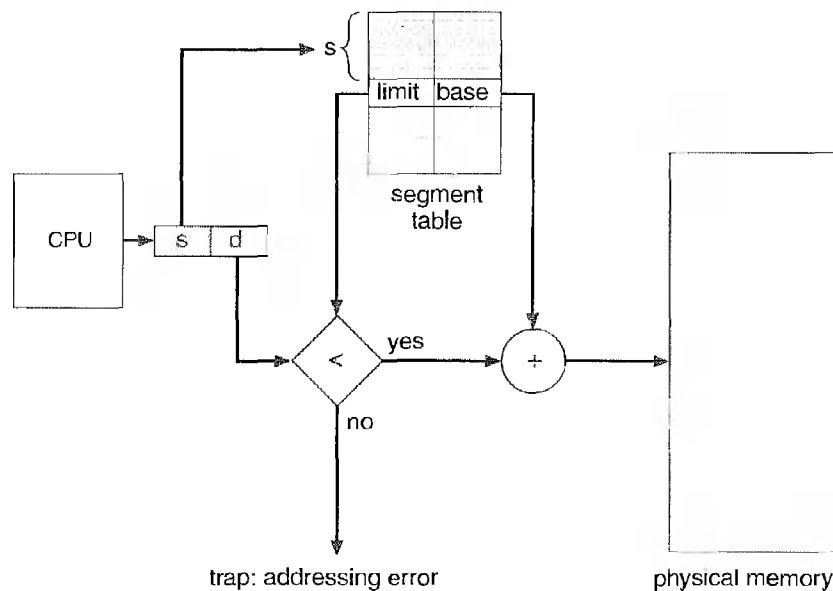 s
limit base
segment
table
CPU
s d
<
yes
+
no
trap: addressing error
physical memory